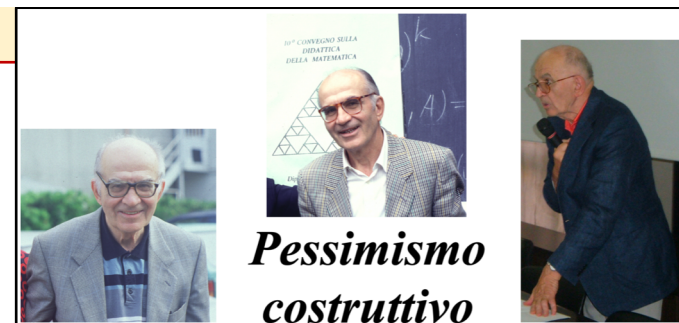 10° CONVEGNO SULLA
DIDATTICA
DELLA MATEMATICA
k
, A) =
Pessimismo
costruttivo